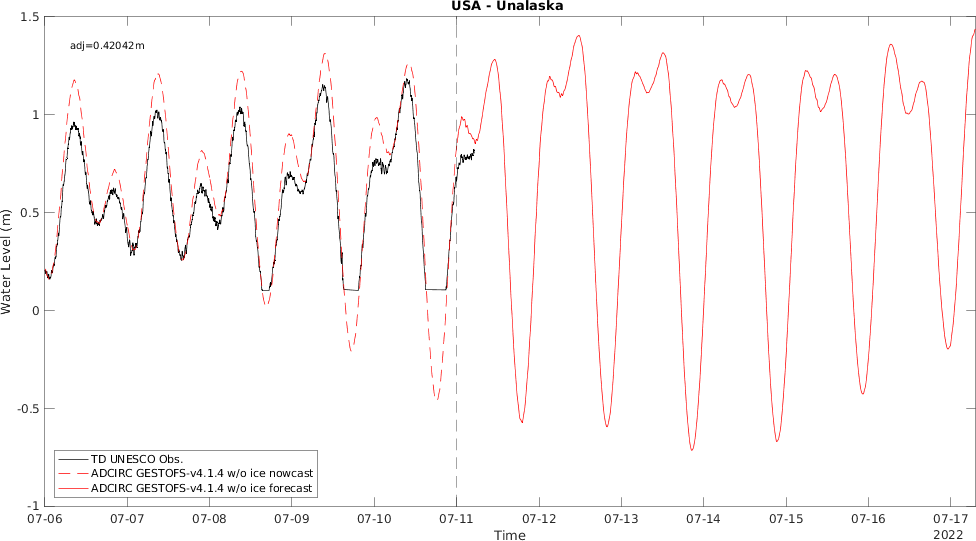 USA - Unalaska
adj=0.42042m
1.5
1
0.5
0
-0.5
-1
Water Level (m)
TD UNESCO Obs.
ADCIRC GESTOFS-v4.1.4 w/o ice nowcast
ADCIRC GESTOFS-v4.1.4 w/o ice forecast
07-06 07-07 07-08 07-09 07-10 07-11 07-12 07-13 07-14 07-15 07-16 07-17
Time
2022